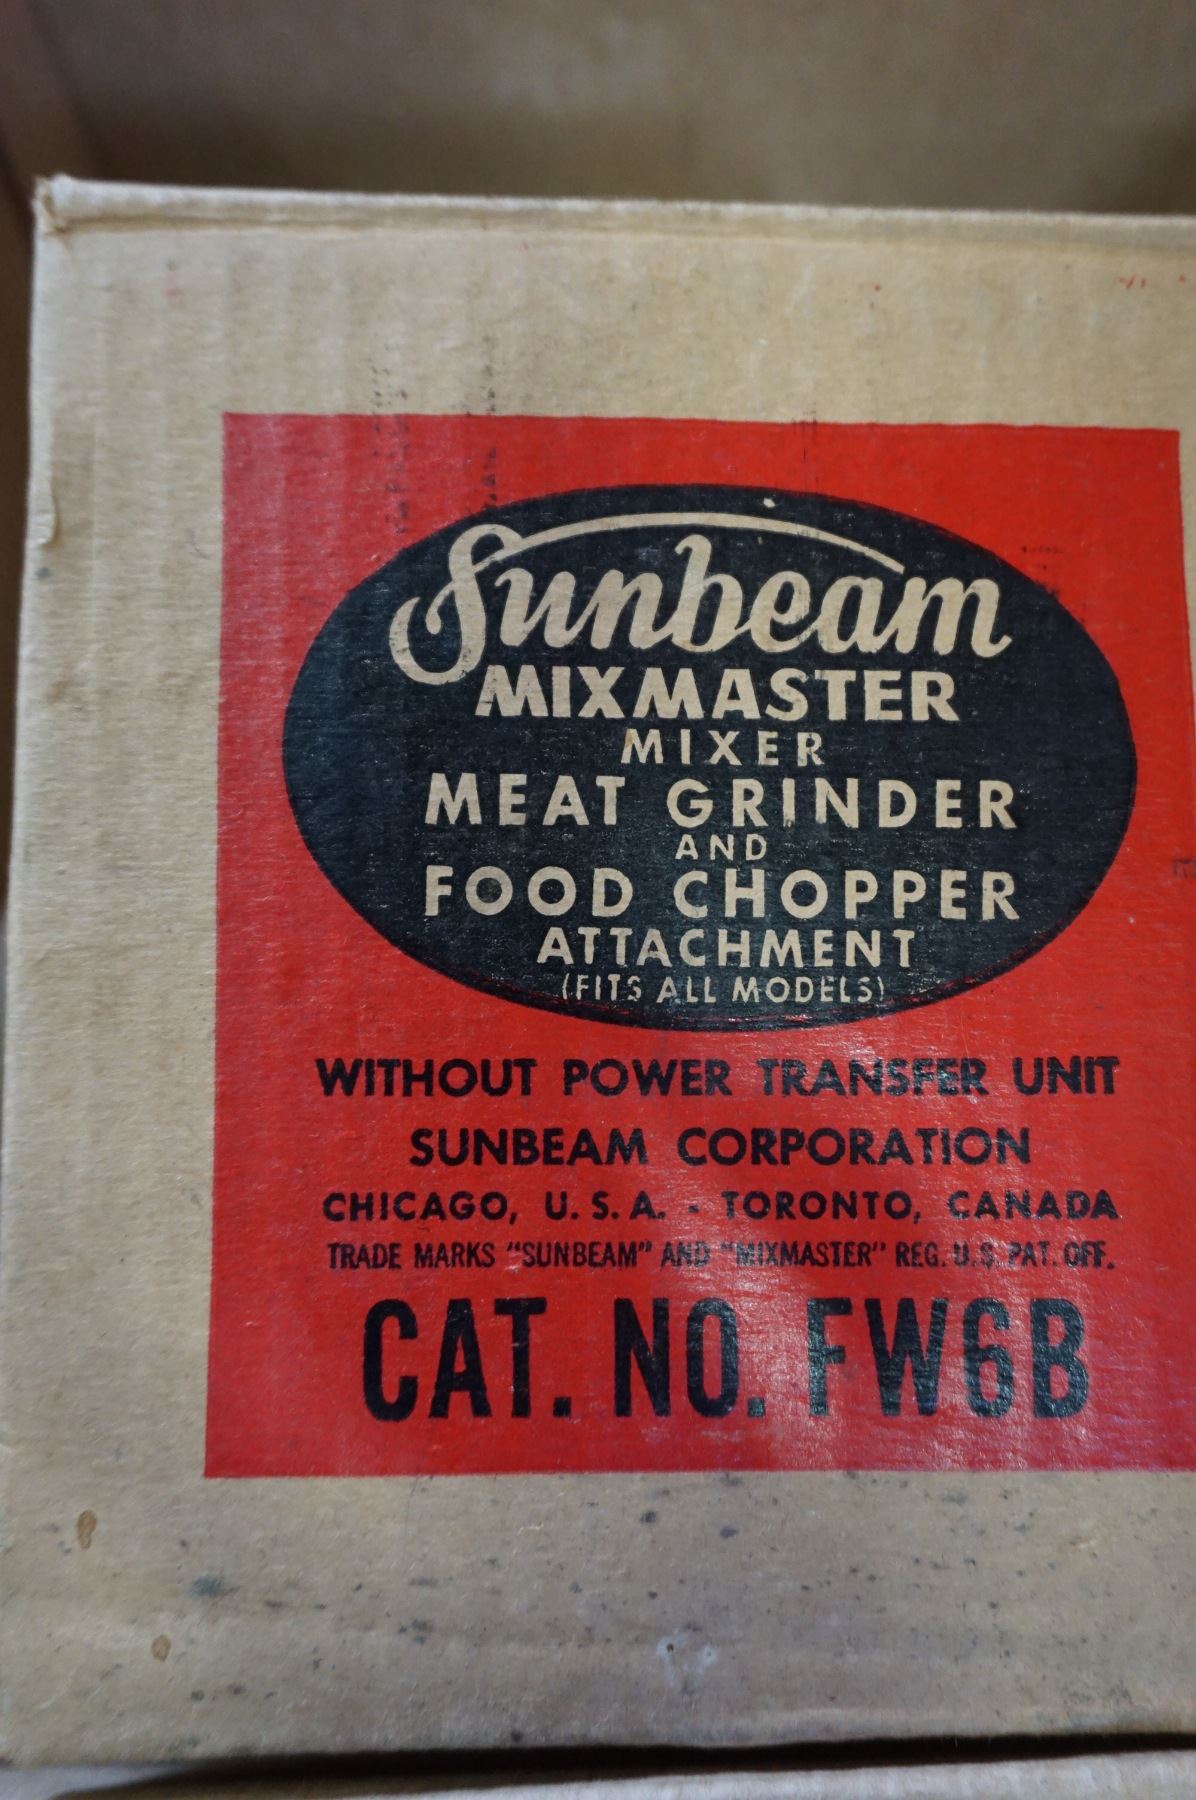 Sunbeam
MIXMASTER
MIXER
MEAT GRINDER
AND
FOOD CHOPPER
ATTACHMENT
(FITS ALL MODELS)
WITHOUT POWER TRANSFER UNIT
SUNBEAM CORPORATION
CHICAGO, U.S.A. - TORONTO, CANADA
TRADE MARKS "SUNBEAM" AND "MIXMASTER" REG. U.S. PAT. OFF.
CAT. NO. FW6B